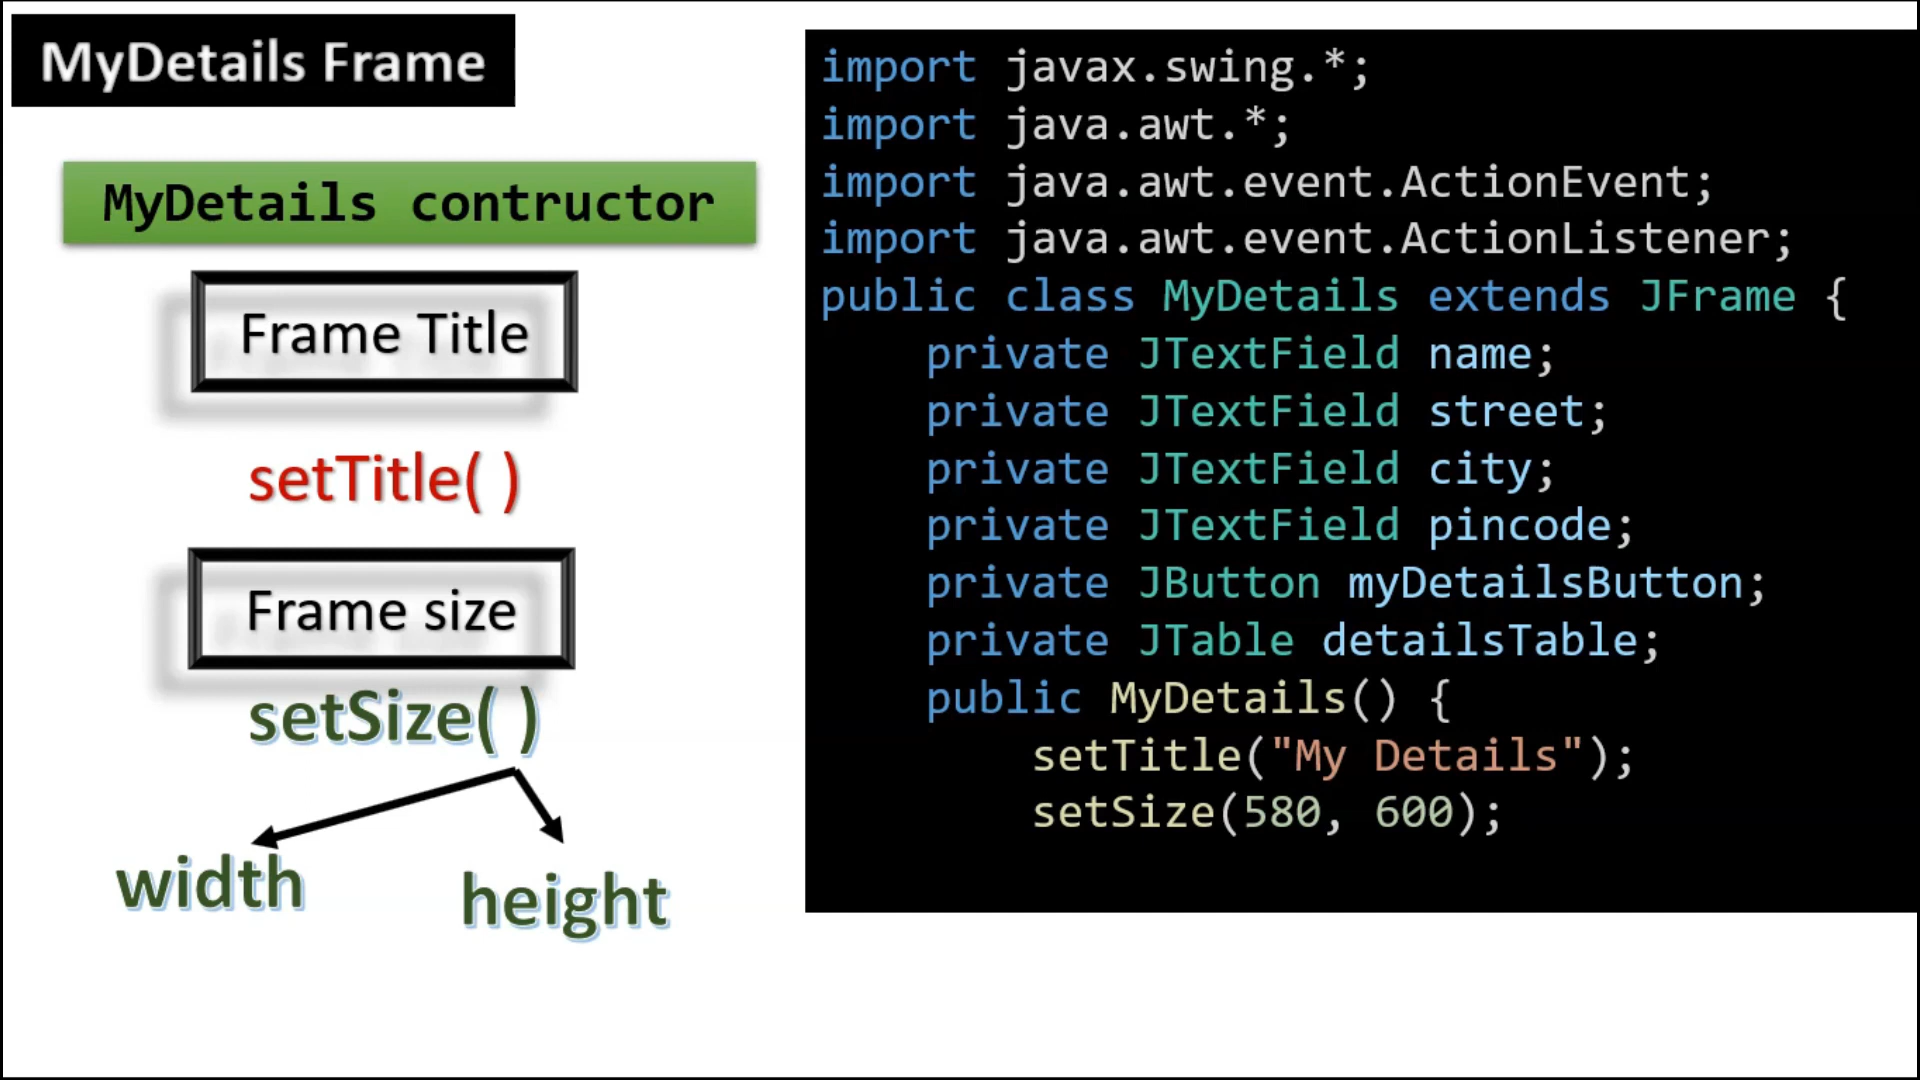 MyDetails Frame
MyDetails contructor
Frame Title
setTitle( )
Frame size
setSize( )
width
height
import javax.swing.*;
import java.awt.*;
import java.awt.event.ActionEvent;
import java.awt.event.ActionListener;
public class MyDetails extends JFrame {
    private JTextField name;
    private JTextField street;
    private JTextField city;
    private JTextField pincode;
    private JButton myDetailsButton;
    private JTable detailsTable;
    public MyDetails() {
        setTitle("My Details");
        setSize(580, 600);